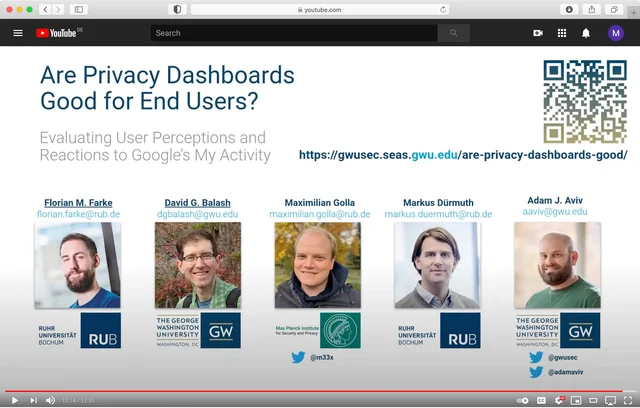 youtube.com
YouTube DE
Search
M
Are Privacy Dashboards
Good for End Users?
Evaluating User Perceptions and
Reactions to Google's My Activity
https://gwusec.seas.gwu.edu/are-privacy-dashboards-good/
Florian M. Farke
florian.farke@rub.de
David G. Balash
dgbalash@gwu.edu
Maximilian Golla
maximilian.golla@rub.de
Markus Dürmuth
markus.duermuth@rub.de
Adam J. Aviv
aaviv@gwu.edu
RUHR
UNIVERSITÄT
BOCHUM
RUB
THE GEORGE
WASHINGTON
UNIVERSITY
WASHINGTON, DC
GW
Max Planck Institute
for Security and Privacy
RUHR
UNIVERSITÄT
BOCHUM
RUB
THE GEORGE
WASHINGTON
UNIVERSITY
WASHINGTON, DC
GW
@m33x
@gwusec
@adamaviv